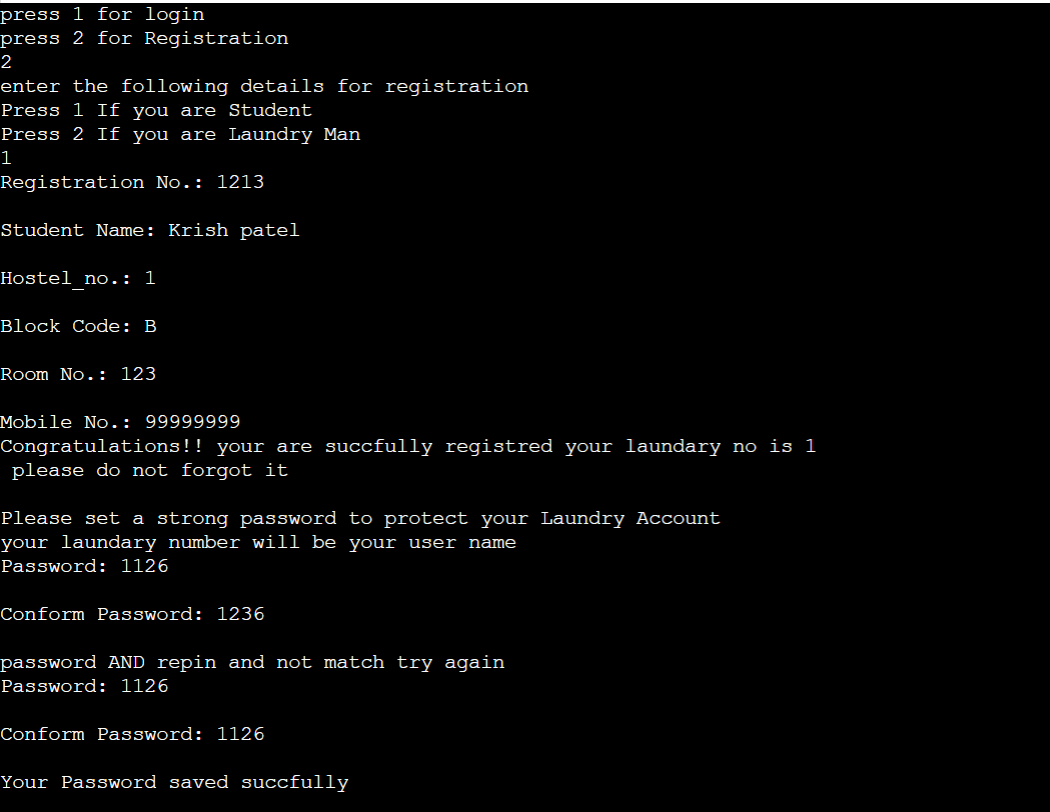 press 1 for login
press 2 for Registration
2
enter the following details for registration
Press 1 If you are Student
Press 2 If you are Laundry Man
1
Registration No.: 1213
Student Name: Krish patel
Hostel_no.: 1
Block Code: B
Room No.: 123
Mobile No.: 99999999
Congratulations!! your are succfully registred your laundary no is 1
please do not forgot it
Please set a strong password to protect your Laundry Account
your laundary number will be your user name
Password: 1126
Conform Password: 1236
password AND repin and not match try again
Password: 1126
Conform Password: 1126
Your Password saved succfully